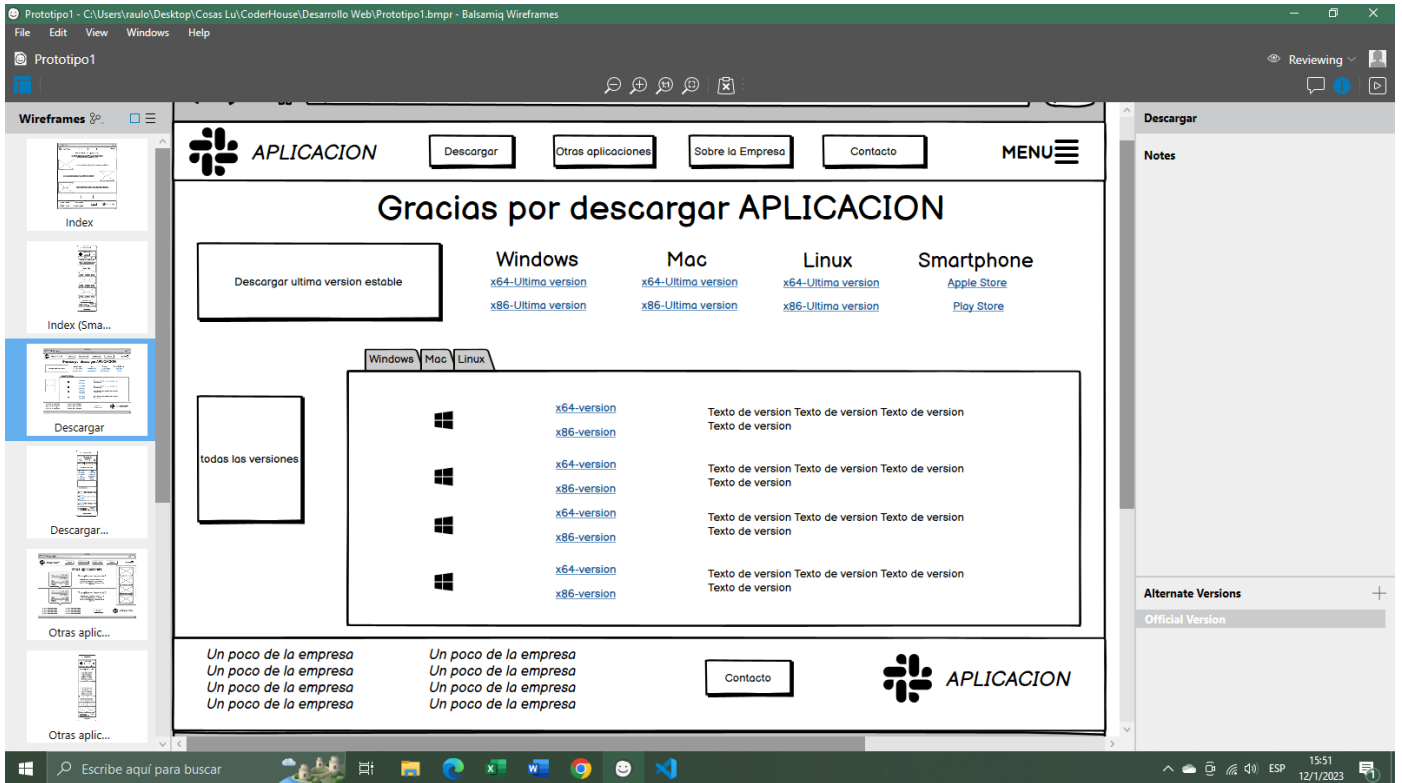 Prototipo1 - C:\Users\raulo\Desktop\Cosas Lu\CoderHouse\Desarrollo Web\Prototipo1.bmpr - Balsamiq Wireframes
File Edit View Windows Help
Prototipo1
Reviewing
Wireframes
Index
Index (Sma...
Descargar
Descargar...
Otras aplic...
Otras aplic...
APLICACION
Descargar
Otras aplicaciones
Sobre la Empresa
Contacto
MENU
Gracias por descargar APLICACION
Descargar ultima version estable
Windows
x64-Ultima version
x86-Ultima version
Mac
x64-Ultima version
x86-Ultima version
Linux
x64-Ultima version
x86-Ultima version
Smartphone
Apple Store
Play Store
Windows Mac Linux
todas las versiones
x64-version
x86-version
Texto de version Texto de version Texto de version
Texto de version
x64-version
x86-version
Texto de version Texto de version Texto de version
Texto de version
x64-version
x86-version
Texto de version Texto de version Texto de version
Texto de version
x64-version
x86-version
Texto de version Texto de version Texto de version
Texto de version
Un poco de la empresa
Un poco de la empresa
Un poco de la empresa
Un poco de la empresa
Un poco de la empresa
Un poco de la empresa
Un poco de la empresa
Un poco de la empresa
Contacto
APLICACION
Descargar
Notes
Alternate Versions
Official Version
Escribe aquí para buscar
ESP
15:51
12/1/2023